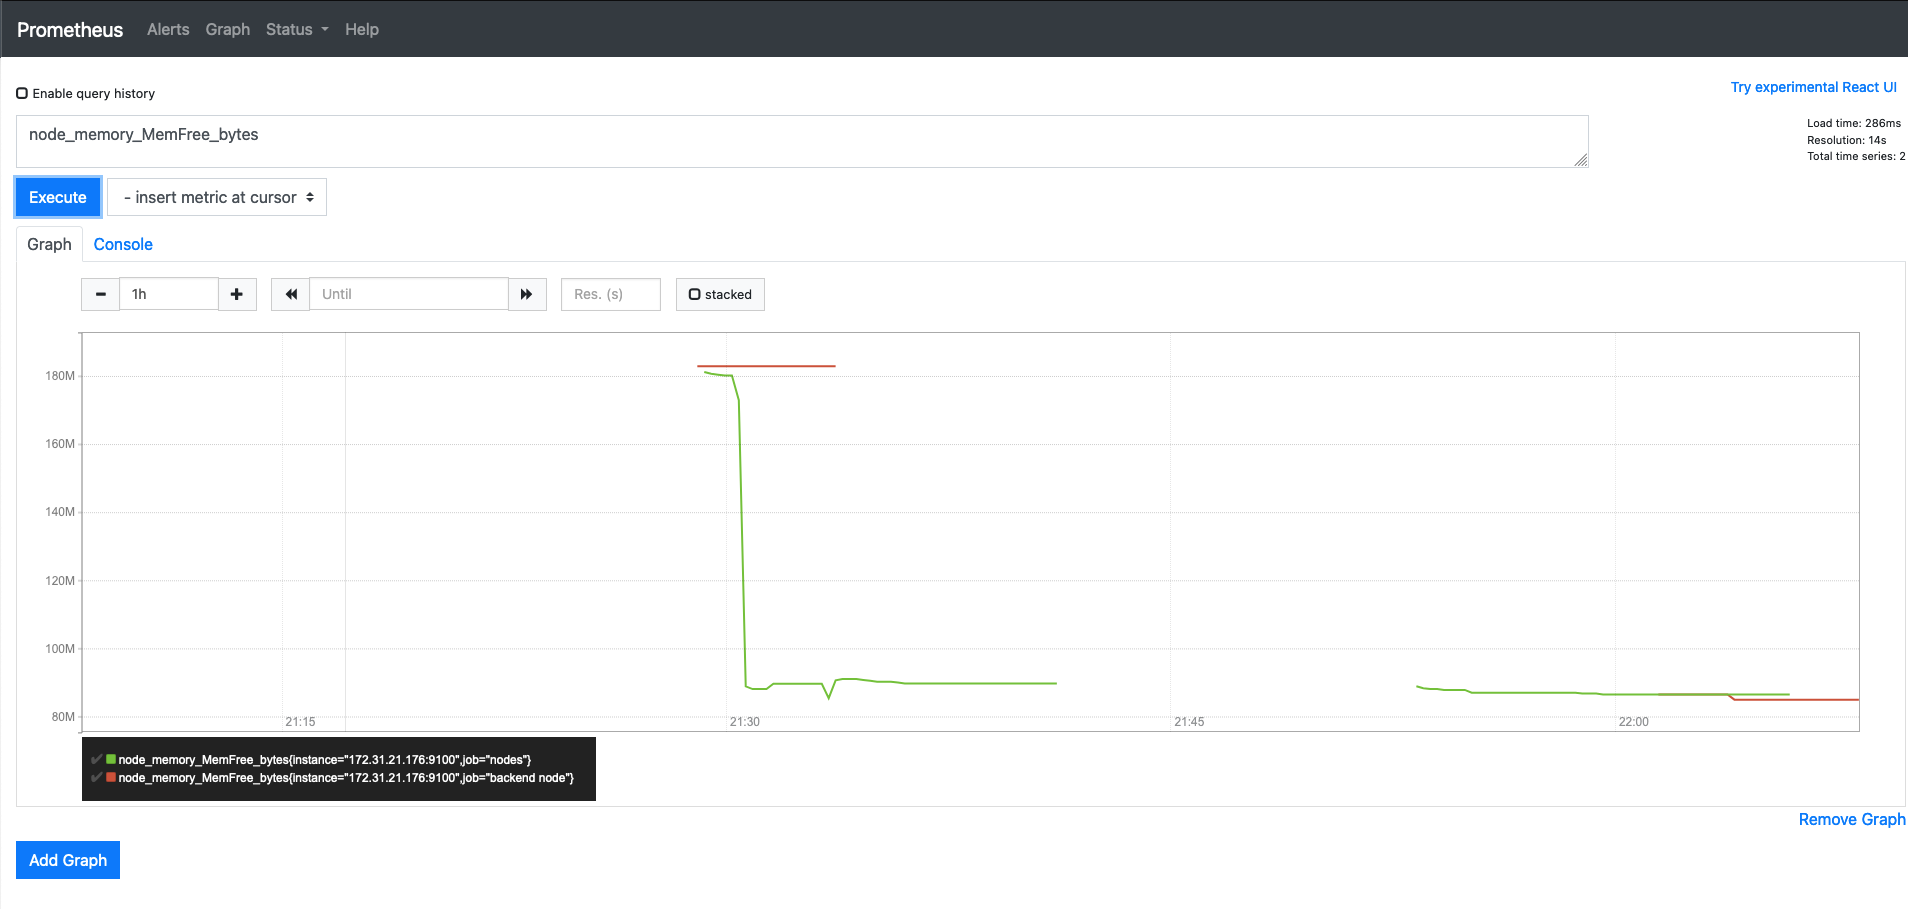 Prometheus Alerts Graph Status Help
Enable query history
Try experimental React UI
node_memory_MemFree_bytes
Load time: 286ms
Resolution: 14s
Total time series: 2
Execute - insert metric at cursor
Graph Console
1h Until Res. (s) stacked
180M
160M
140M
120M
100M
80M
21:15 21:30 21:45 22:00
node_memory_MemFree_bytes{instance="172.31.21.176:9100",job="nodes"}
node_memory_MemFree_bytes{instance="172.31.21.176:9100",job="backend node"}
Remove Graph
Add Graph